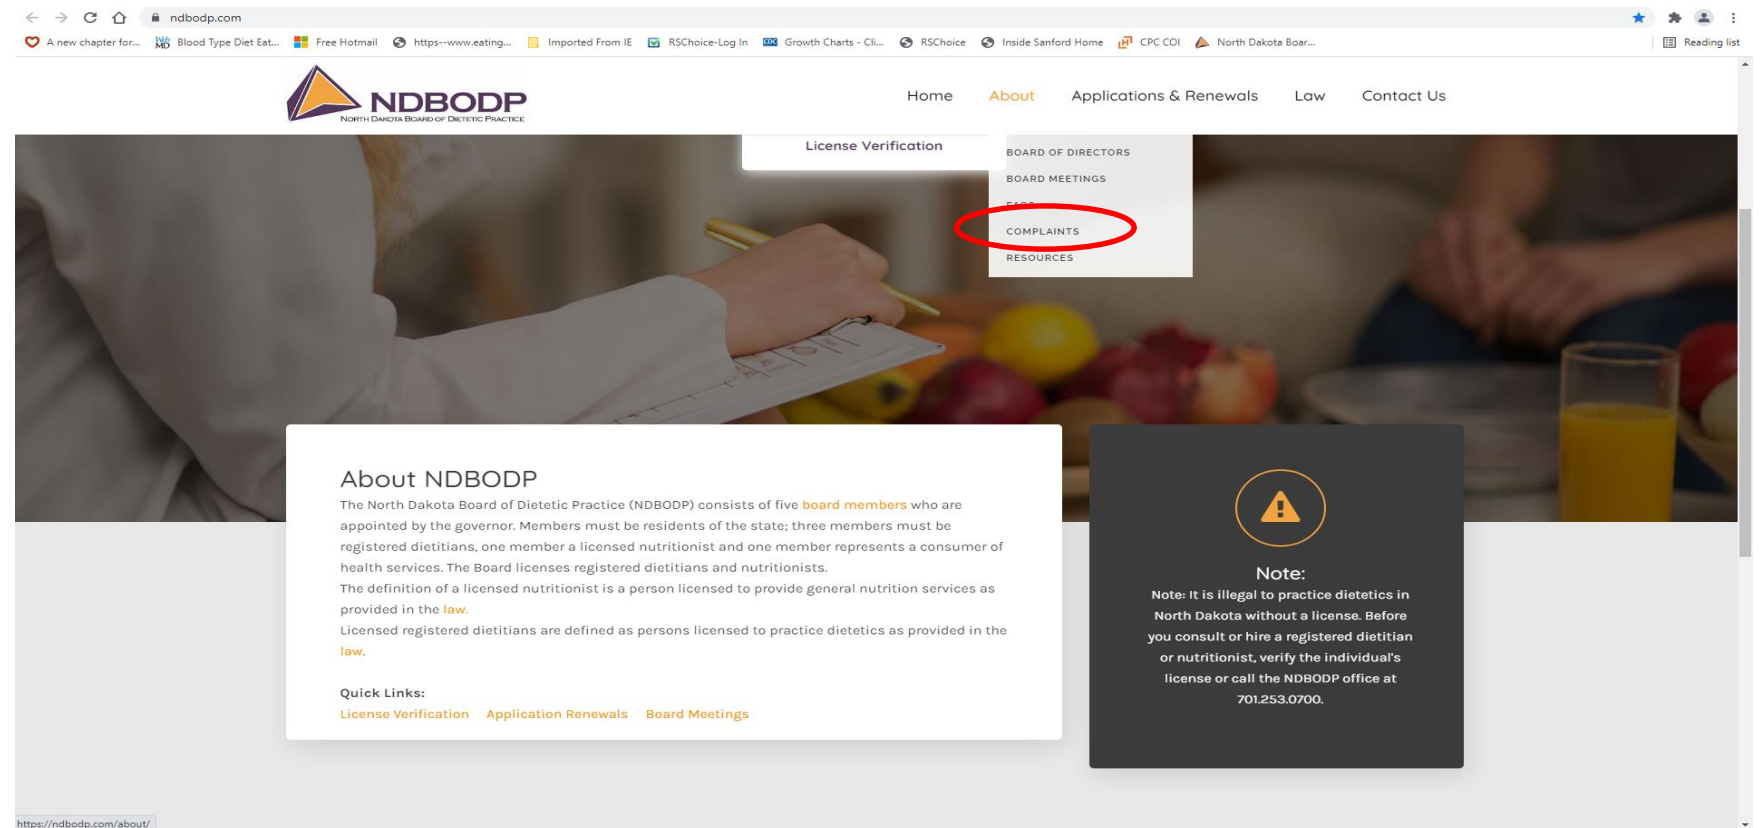 ndbodp.com
A new chapter for... WebMD Blood Type Diet Eat... Free Hotmail https--www.eating... Imported From IE RSChoice-Log In CDC Growth Charts - Cli... RSChoice Inside Sanford Home H CPC COI North Dakota Boar... Reading list
NDBODP
NORTH DAKOTA BOARD OF DIETETIC PRACTICE
Home About Applications & Renewals Law Contact Us
License Verification
BOARD OF DIRECTORS
BOARD MEETINGS
FAQS
COMPLAINTS
RESOURCES
About NDBODP
The North Dakota Board of Dietetic Practice (NDBODP) consists of five board members who are
appointed by the governor. Members must be residents of the state; three members must be
registered dietitians, one member a licensed nutritionist and one member represents a consumer of
health services. The Board licenses registered dietitians and nutritionists.
The definition of a licensed nutritionist is a person licensed to provide general nutrition services as
provided in the law.
Licensed registered dietitians are defined as persons licensed to practice dietetics as provided in the
law.
Quick Links:
License Verification Application Renewals Board Meetings
Note:
Note: It is illegal to practice dietetics in
North Dakota without a license. Before
you consult or hire a registered dietitian
or nutritionist, verify the individual's
license or call the NDBODP office at
701.253.0700.
https://ndbodp.com/about/